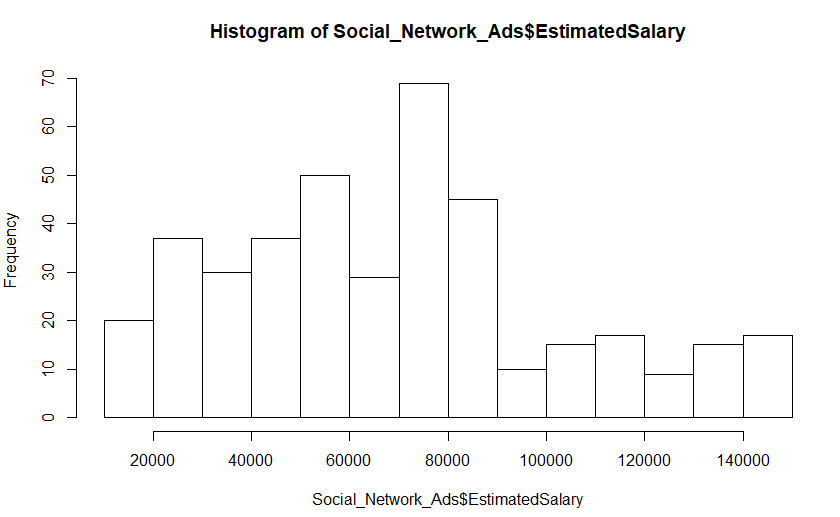 Histogram of Social_Network_Ads$EstimatedSalary
Frequency
70
60
50
40
30
20
10
0
20000 40000 60000 80000 100000 120000 140000
Social_Network_Ads$EstimatedSalary